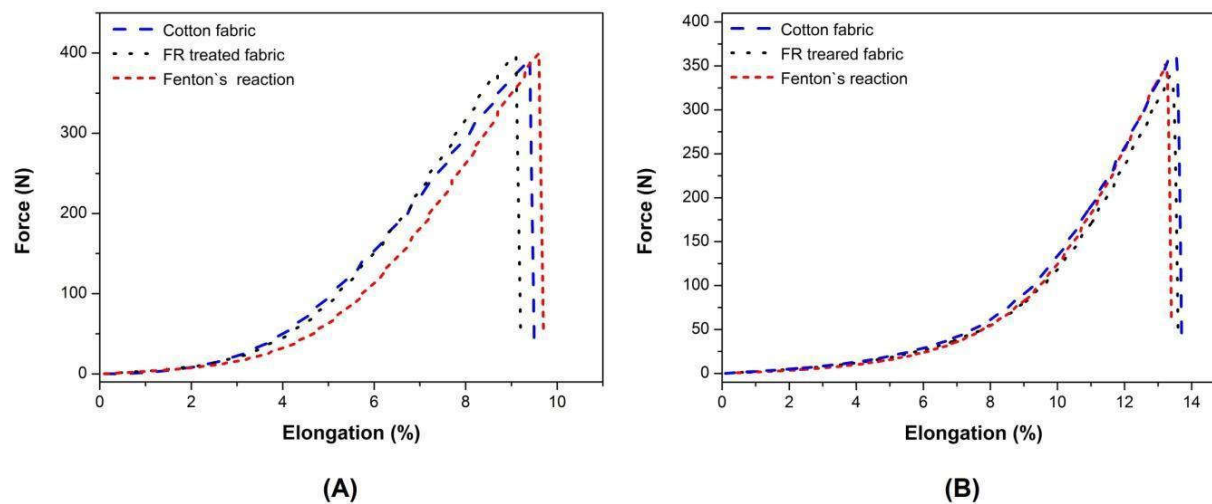 Cotton fabric
FR treated fabric
Fenton`s  reaction
400
300
200
100
0
Force (N)
0
2
4
6
8
10
Elongation (%)
(A)
Cotton fabric
FR treared fabric
Fenton`s reaction
400
350
300
250
200
150
100
50
0
Force (N)
0
2
4
6
8
10
12
14
Elongation (%)
(B)